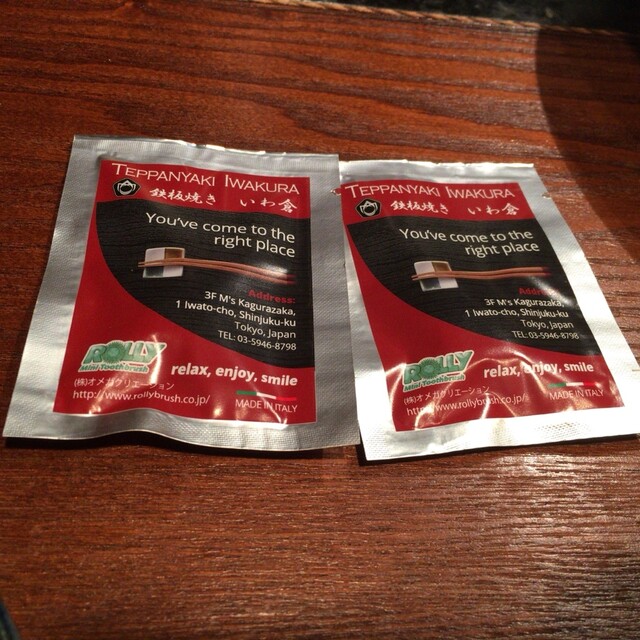 TEPPANYAKI IWAKURA
鉄板焼き いわ倉
You've come to the
right place
Address:
3F M's Kagurazaka,
1 Iwato-cho, Shinjuku-ku
Tokyo, Japan
TEL: 03-5946-8798
ROLLY
Mini Toothbrush
relax, enjoy, smile
(株)オメガクリエーション
http://www.rollybrush.co.jp/
MADE IN ITALY
TEPPANYAKI IWAKURA
鉄板焼き いわ倉
You've come to the
right place
Address:
3F M's Kagurazaka,
1 Iwato-cho, Shinjuku-ku
Tokyo, Japan
TEL: 03-5946-8798
ROLLY
Mini Toothbrush
relax, enjoy, smile
(株)オメガクリエーション
http://www.rollybrush.co.jp/
MADE IN ITALY